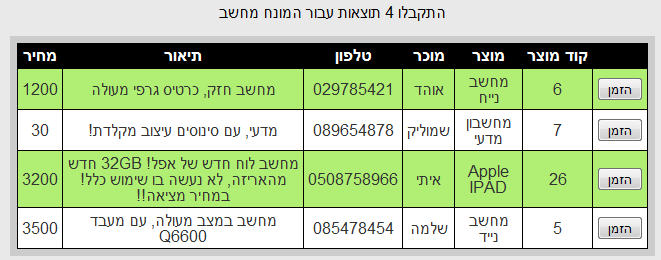 התקבלו 4 תוצאות עבור המונח מחשב
קוד מוצר מוצר מוכר טלפון תיאור מחיר
הזמן 6 מחשב נייח אוהד 029785421 מחשב חזק, כרטיס גרפי מעולה 1200
הזמן 7 מחשבון מדעי שמוליק 089654878 מדעי, עם סינוסים עיצוב מקלדת! 30
הזמן 26 Apple IPAD איתי 0508758966 מחשב לוח חדש של אפל! 32GB חדש
מהאריזה, לא נעשה בו שימוש כלל!
במחיר מציאה!! 3200
הזמן 5 מחשב נייד שלמה 085478454 מחשב במצב מעולה, עם מעבד
Q6600 3500